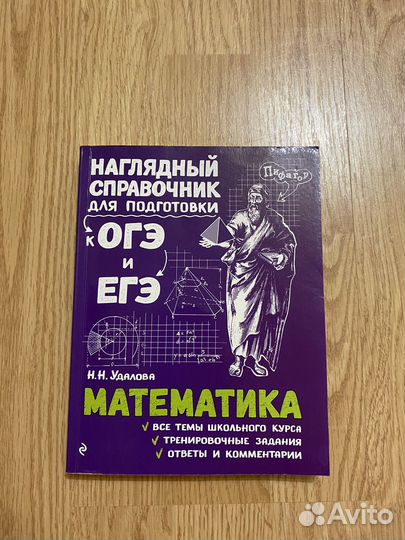 НАГЛЯДНЫЙ
СПРАВОЧНИК
ДЛЯ ПОДГОТОВКИ
Пифагор
к ОГЭ
и
ЕГЭ
Н.Н. Удалова
МАТЕМАТИКА
ВСЕ ТЕМЫ ШКОЛЬНОГО КУРСА
ТРЕНИРОВОЧНЫЕ ЗАДАНИЯ
ОТВЕТЫ И КОММЕНТАРИИ
Avito